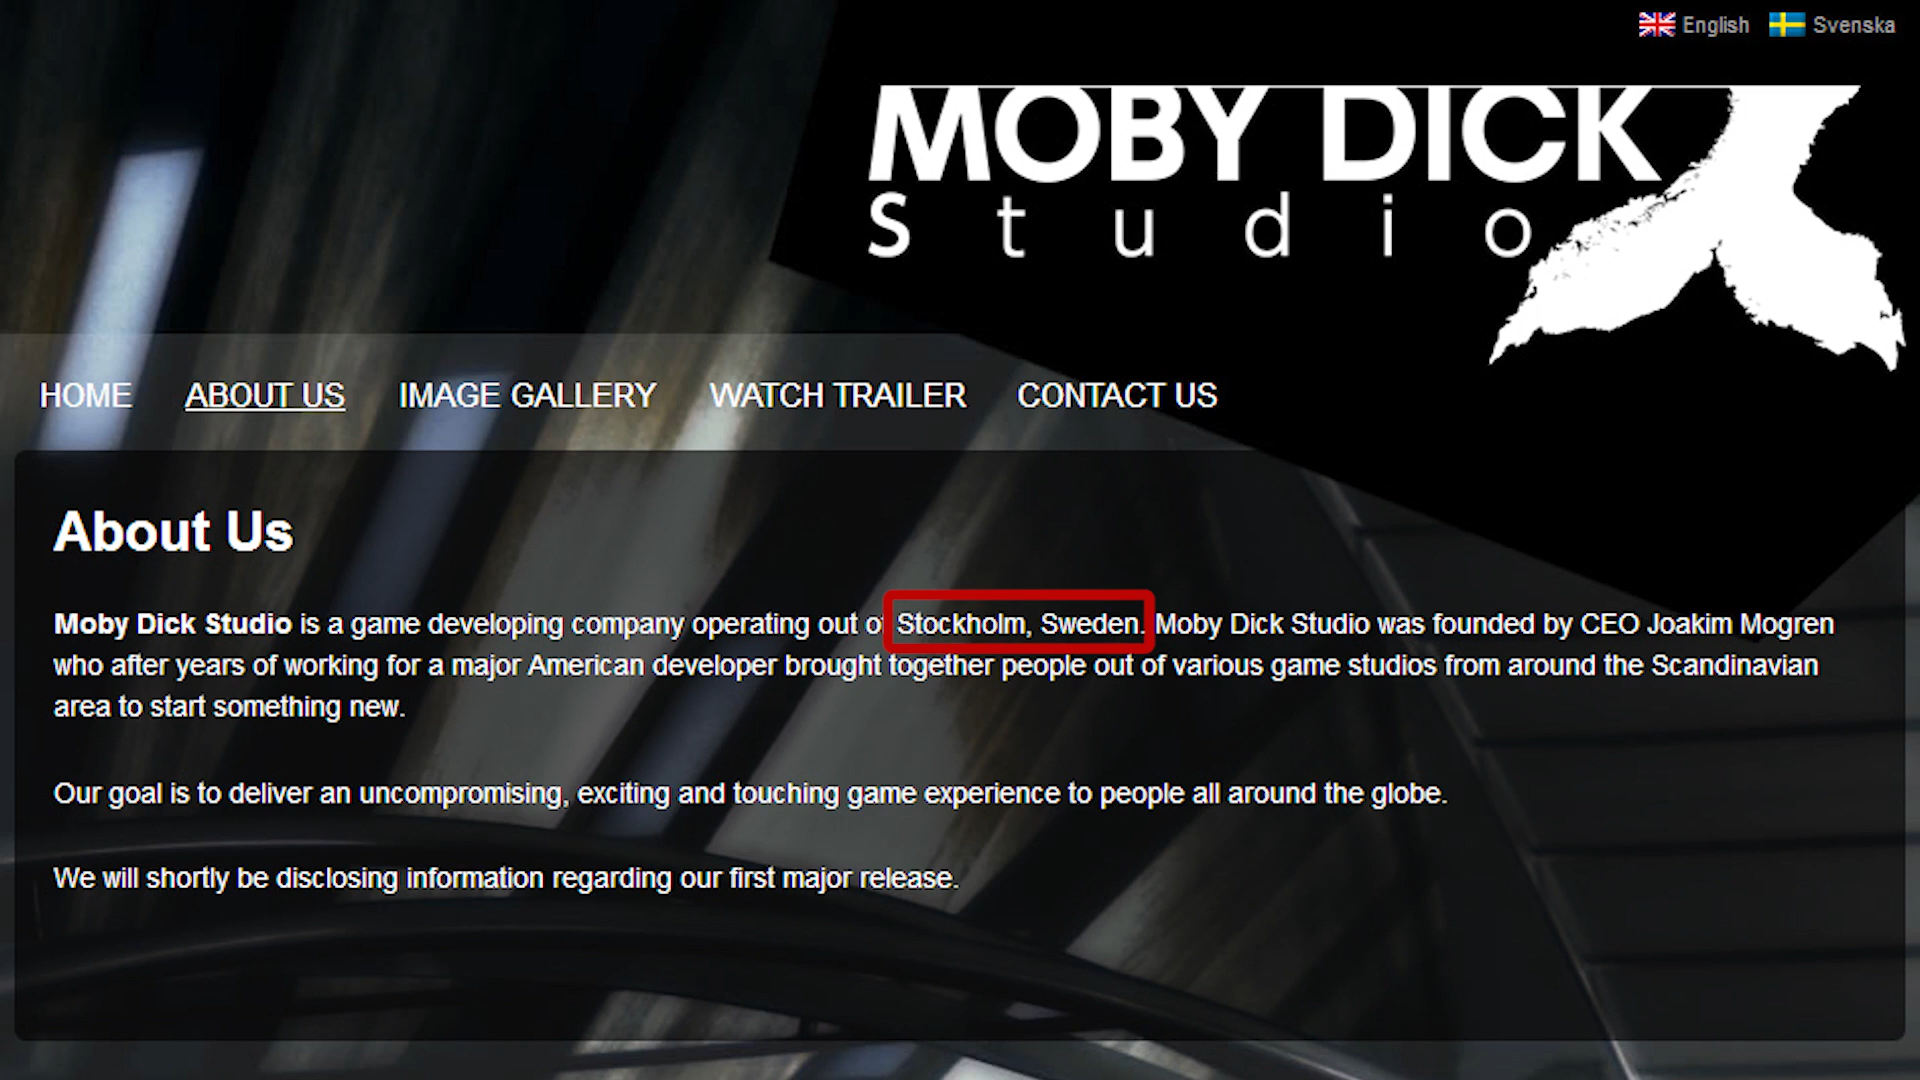 English Svenska
MOBY DICK
Studio
HOME ABOUT US IMAGE GALLERY WATCH TRAILER CONTACT US
About Us
Moby Dick Studio is a game developing company operating out of Stockholm, Sweden. Moby Dick Studio was founded by CEO Joakim Mogren
who after years of working for a major American developer brought together people out of various game studios from around the Scandinavian
area to start something new.
Our goal is to deliver an uncompromising, exciting and touching game experience to people all around the globe.
We will shortly be disclosing information regarding our first major release.